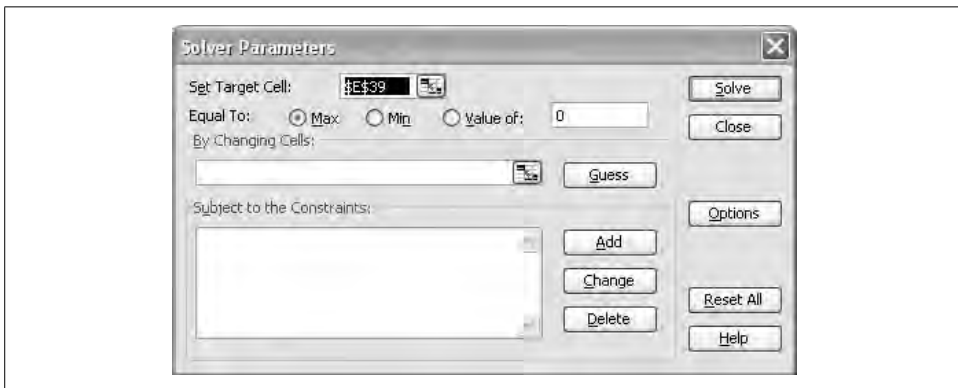 Solver Parameters
Set Target Cell: $E$39
Solve
Equal To: Max Min Value of: 0
Close
By Changing Cells:
Guess
Subject to the Constraints:
Options
Add
Change
Reset All
Delete
Help